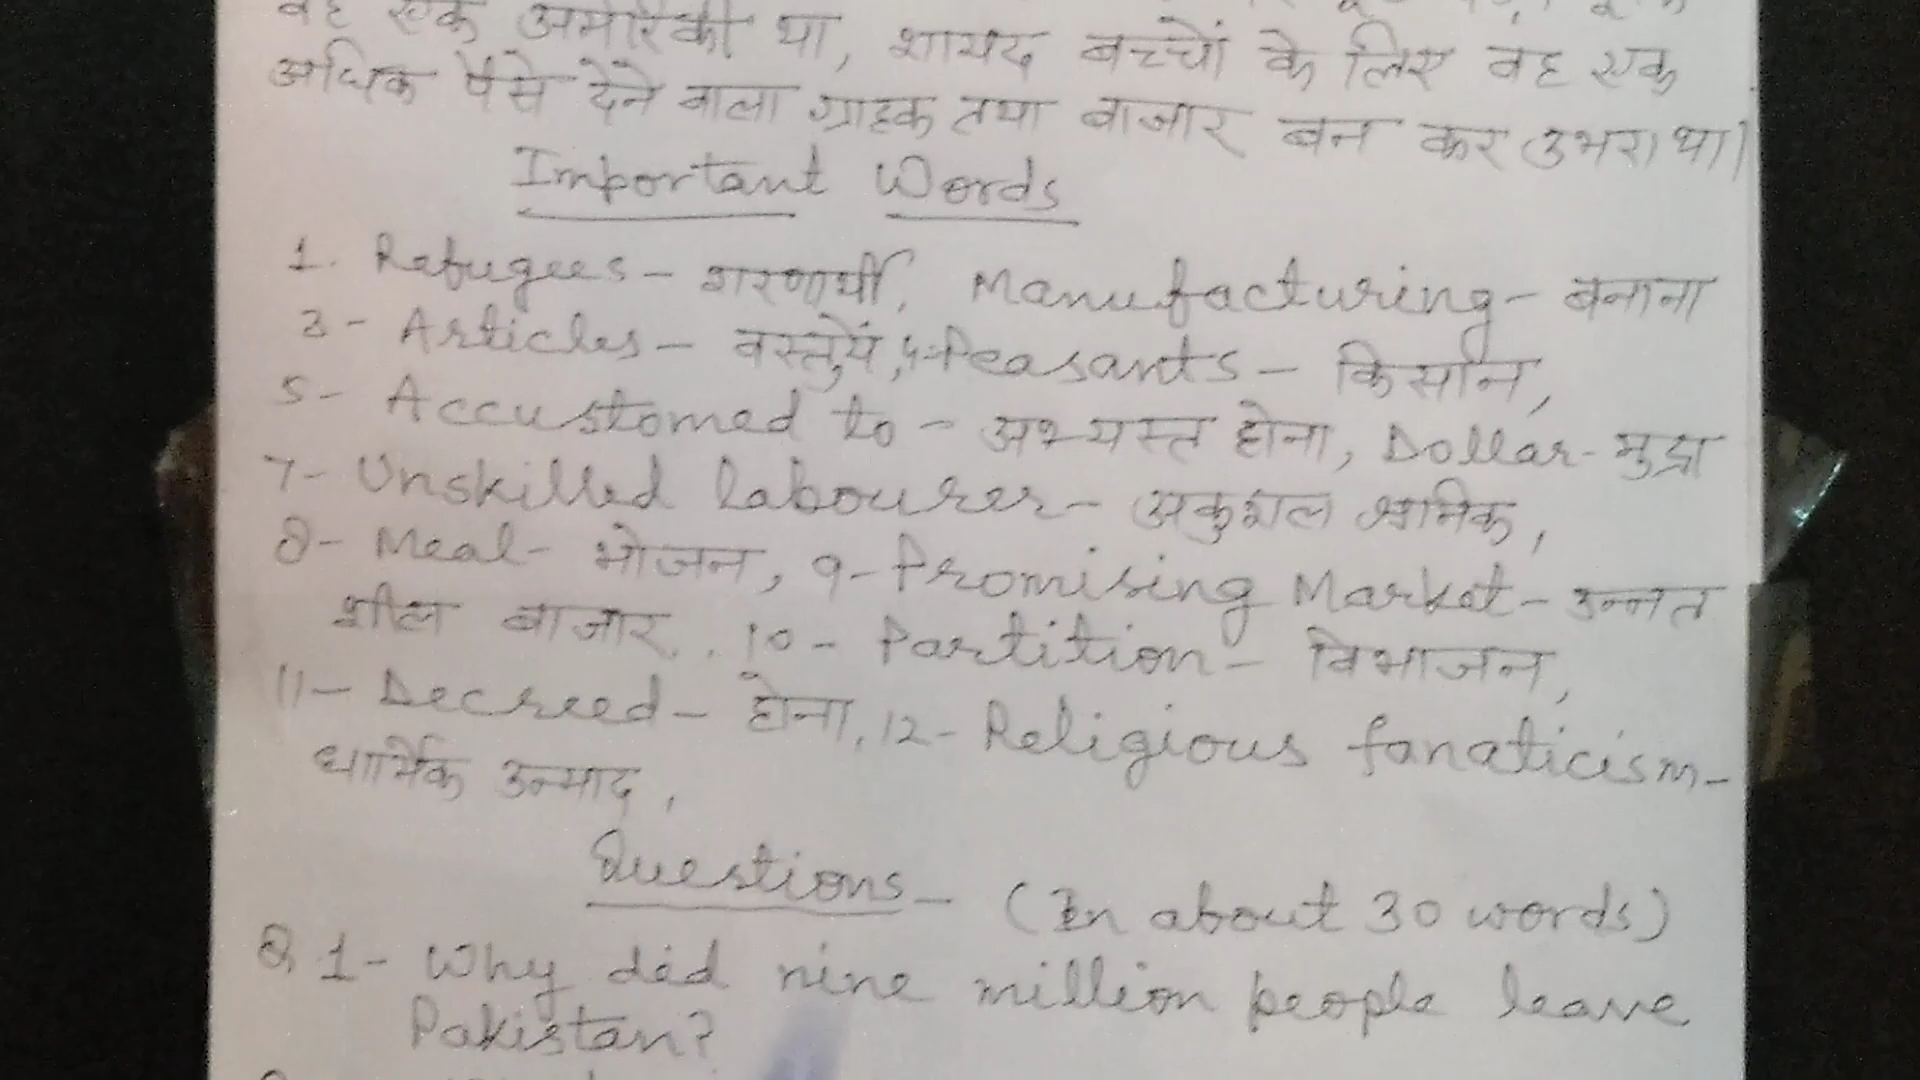 वह एक अमेरिकी था, शायद बच्चों के लिए वह एक
अधिक पैसे देने वाला ग्राहक तथा बाजार बन कर उभरा था।
Important Words
1. Refugees - शरणार्थी, Manufacturing - बनाना
3 - Articles - वस्तुयें, 4-Peasants - किसान,
5- Accustomed to - अभ्यस्त होना, Dollar - मुद्रा
7- Unskilled labourer - अकुशल श्रमिक,
8- Meal - भोजन, 9- Promising Market - उन्नत
शील बाजार, 10 - Partition - विभाजन,
11 - Decreed - होना, 12- Religious fanaticism-
धार्मिक उन्माद,
Questions - (In about 30 words)
Q 1- Why did nine million people leave
Pakistan?